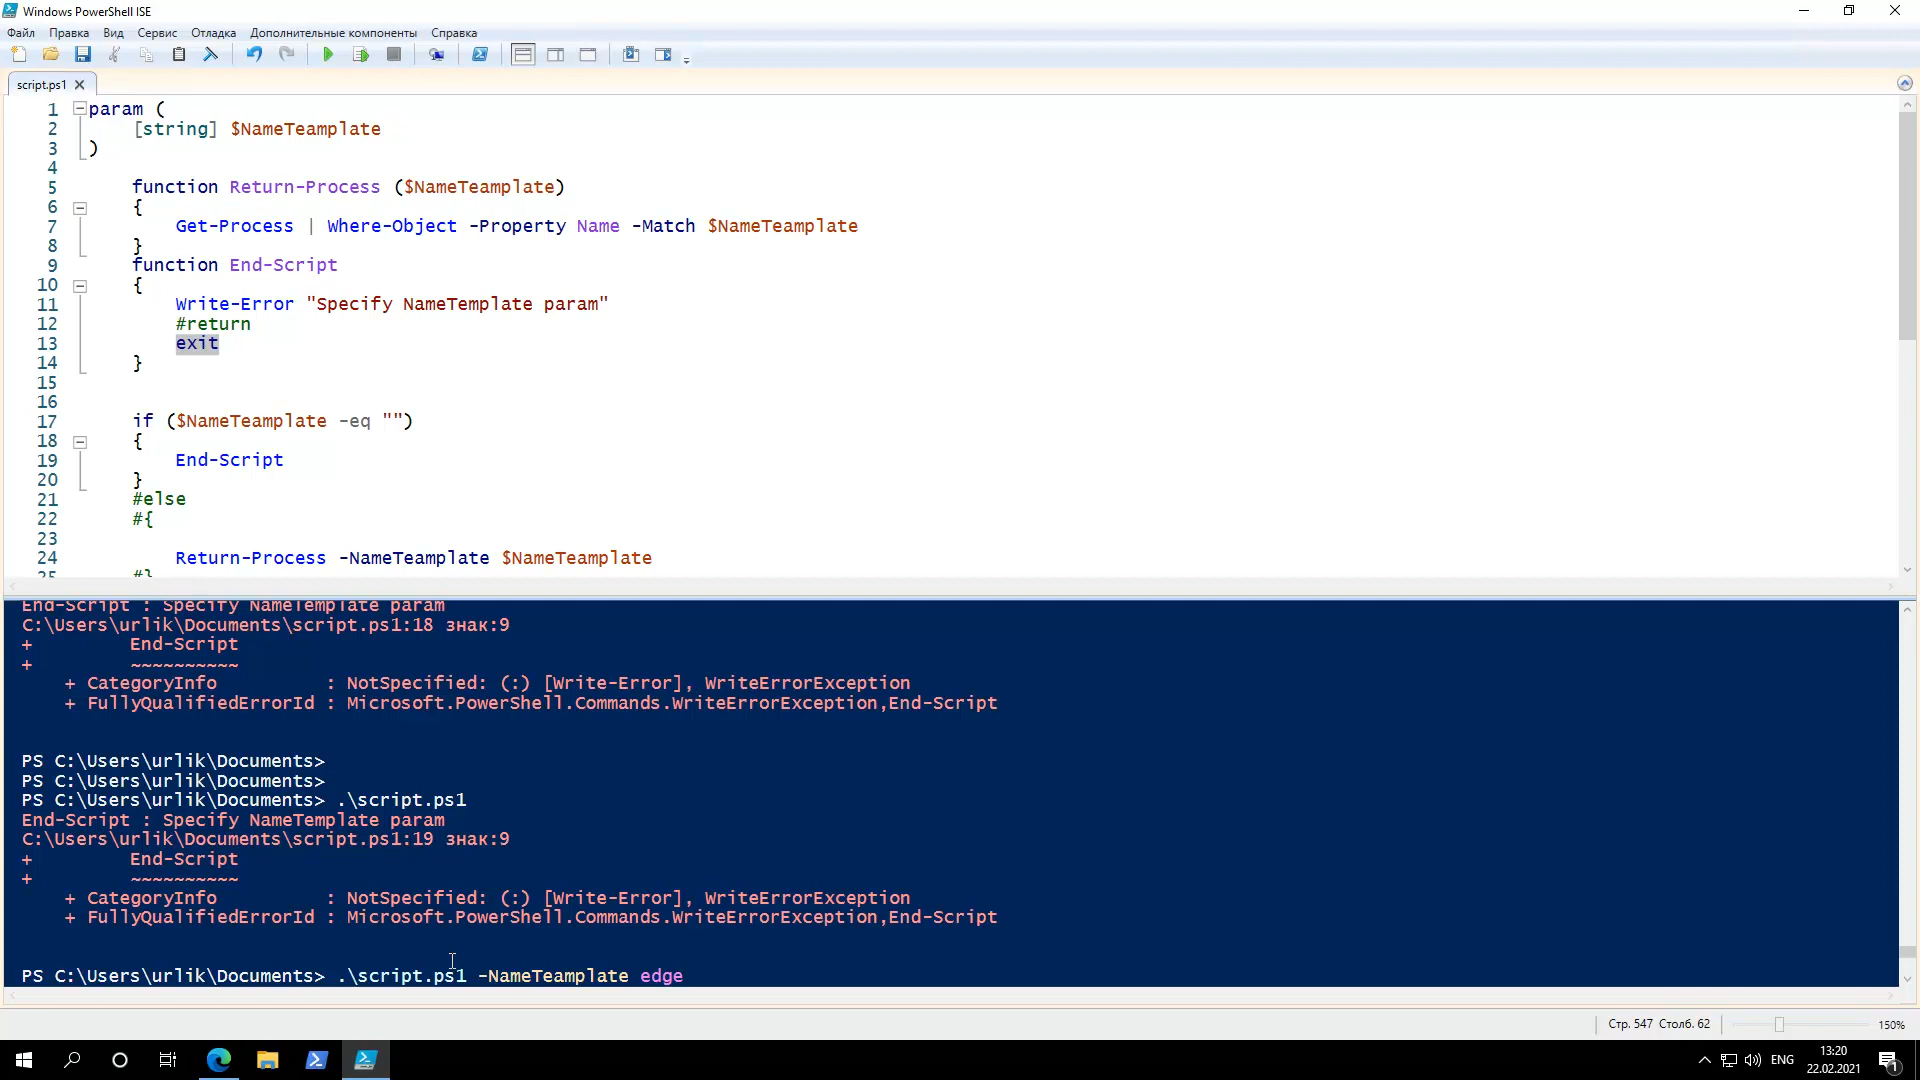 Windows PowerShell ISE
Файл Правка Вид Сервис Отладка Дополнительные компоненты Справка
script.ps1
1 param (
2 [string] $NameTeamplate
3 )
4
5 function Return-Process ($NameTeamplate)
6 {
7 Get-Process | Where-Object -Property Name -Match $NameTeamplate
8 }
9 function End-Script
10 {
11 Write-Error "Specify NameTemplate param"
12 #return
13 exit
14 }
15
16
17 if ($NameTeamplate -eq "")
18 {
19 End-Script
20 }
21 #else
22 #{
23
24 Return-Process -NameTeamplate $NameTeamplate
25 #}
End-Script : Specify NameTemplate param
C:\Users\urlik\Documents\script.ps1:18 знак:9
+ End-Script
+ ~~~~~~~~~~
+ CategoryInfo : NotSpecified: (:) [Write-Error], WriteErrorException
+ FullyQualifiedErrorId : Microsoft.PowerShell.Commands.WriteErrorException,End-Script
PS C:\Users\urlik\Documents>
PS C:\Users\urlik\Documents>
PS C:\Users\urlik\Documents> .\script.ps1
End-Script : Specify NameTemplate param
C:\Users\urlik\Documents\script.ps1:19 знак:9
+ End-Script
+ ~~~~~~~~~~
+ CategoryInfo : NotSpecified: (:) [Write-Error], WriteErrorException
+ FullyQualifiedErrorId : Microsoft.PowerShell.Commands.WriteErrorException,End-Script
PS C:\Users\urlik\Documents> .\script.ps1 -NameTeamplate edge
Стр. 547 Столб. 62 150%
ENG 13:20 1
22.02.2021